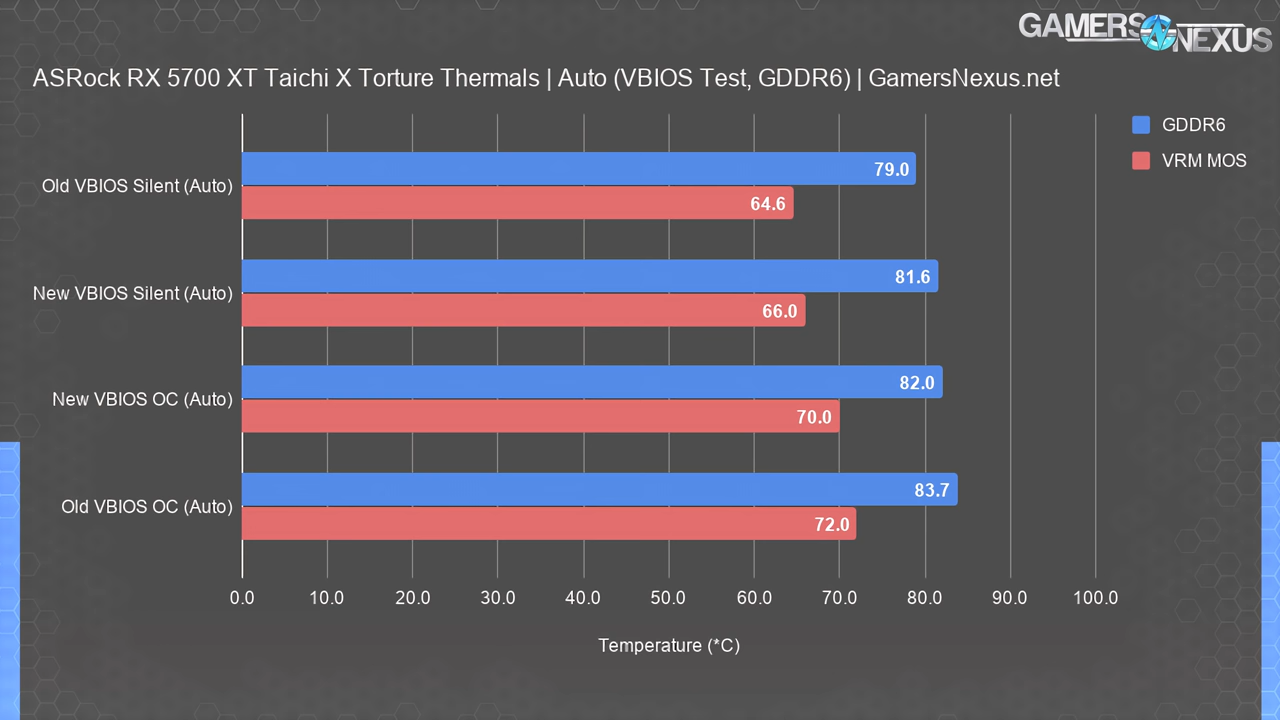 GAMERS NEXUS
ASRock RX 5700 XT Taichi X Torture Thermals | Auto (VBIOS Test, GDDR6) | GamersNexus.net
GDDR6
VRM MOS
Old VBIOS Silent (Auto)
79.0
64.6
New VBIOS Silent (Auto)
81.6
66.0
New VBIOS OC (Auto)
82.0
70.0
Old VBIOS OC (Auto)
83.7
72.0
0.0 10.0 20.0 30.0 40.0 50.0 60.0 70.0 80.0 90.0 100.0
Temperature (*C)